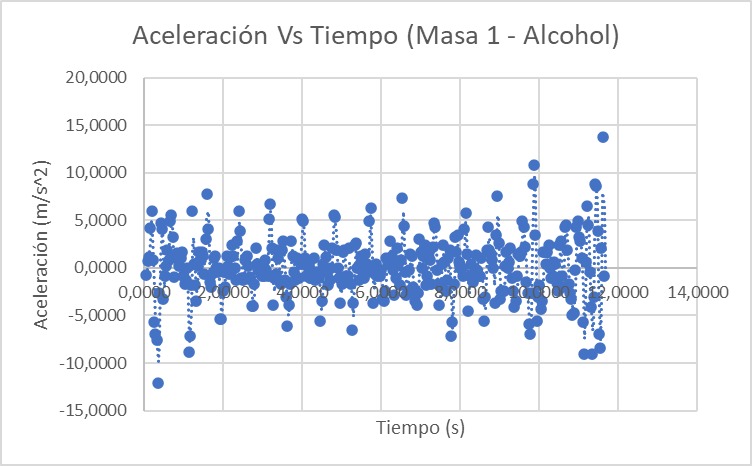 Aceleración Vs Tiempo (Masa 1 - Alcohol)
20,0000
15,0000
10,0000
5,0000
0,0000
-5,0000
-10,0000
-15,0000
0,0000 2,0000 4,0000 6,0000 8,0000 10,0000 12,0000 14,0000
Aceleración (m/s^2)
Tiempo (s)